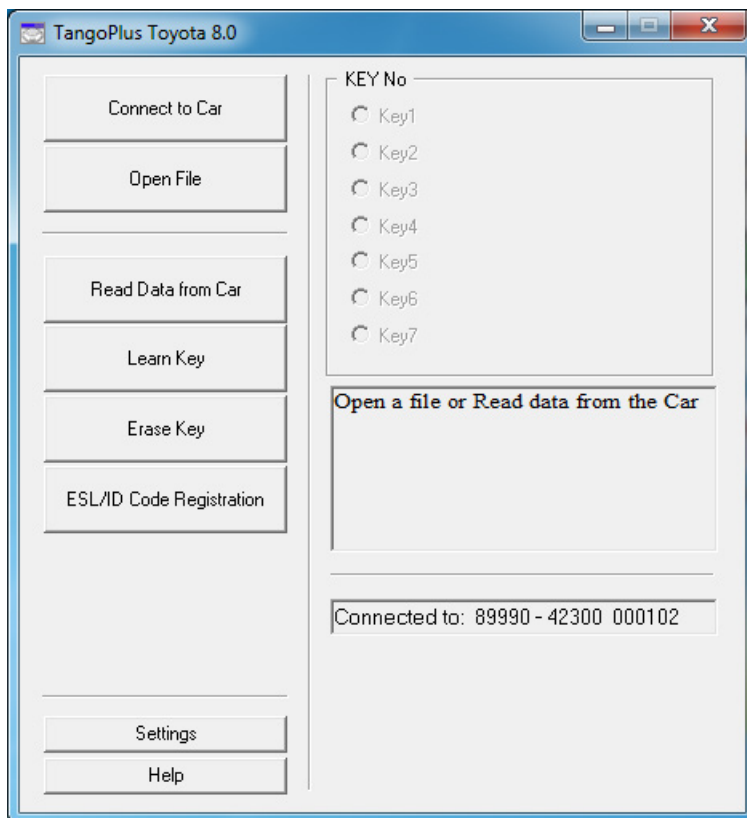 TangoPlus Toyota 8.0
Connect to Car
Open File
Read Data from Car
Learn Key
Erase Key
ESL/ID Code Registration
Settings
Help
KEY No
Key1
Key2
Key3
Key4
Key5
Key6
Key7
Open a file or Read data from the Car
Connected to: 89990 - 42300 000102